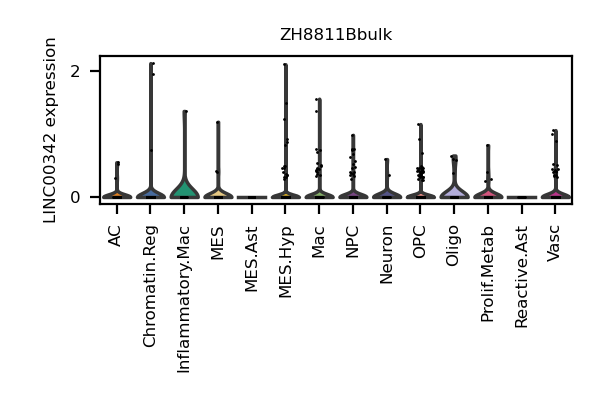 ZH8811Bbulk
LINC00342 expression
2
0
AC
Chromatin.Reg
Inflammatory.Mac
MES
MES.Ast
MES.Hyp
Mac
NPC
Neuron
OPC
Oligo
Prolif.Metab
Reactive.Ast
Vasc